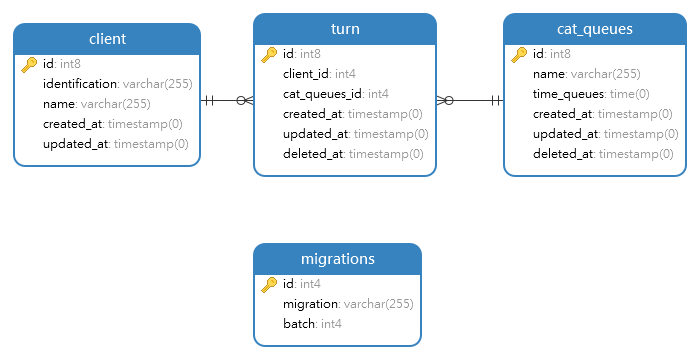 client
id: int8
identification: varchar(255)
name: varchar(255)
created_at: timestamp(0)
updated_at: timestamp(0)
turn
id: int8
client_id: int4
cat_queues_id: int4
created_at: timestamp(0)
updated_at: timestamp(0)
deleted_at: timestamp(0)
cat_queues
id: int8
name: varchar(255)
time_queues: time(0)
created_at: timestamp(0)
updated_at: timestamp(0)
deleted_at: timestamp(0)
migrations
id: int4
migration: varchar(255)
batch: int4